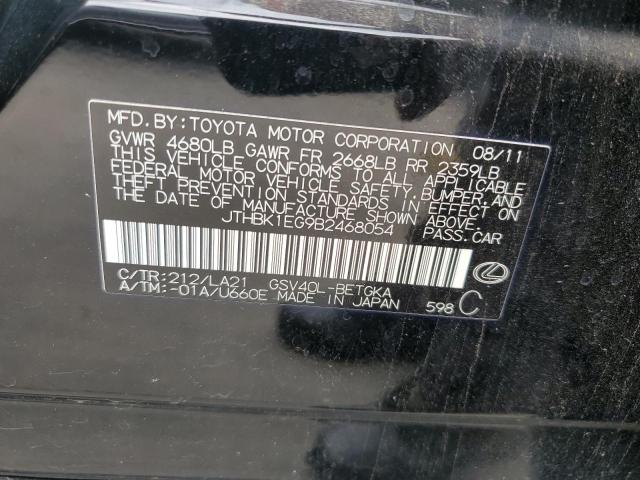 MFD.BY:TOYOTA MOTOR CORPORATION 08/11
GVWR 4680LB GAWR FR 2668LB RR 2359LB
THIS VEHICLE CONFORMS TO ALL APPLICABLE
FEDERAL MOTOR VEHICLE SAFETY,BUMPER,AND
THEFT PREVENTION STANDARDS IN EFFECT ON
THE DATE OF MANUFACTURE SHOWN ABOVE.
JTHBK1EG9B2468054 PASS.CAR
C/TR:212/LA21 GSV40L-BETGKA
A/TM:-01A/U660E MADE IN JAPAN 598 C